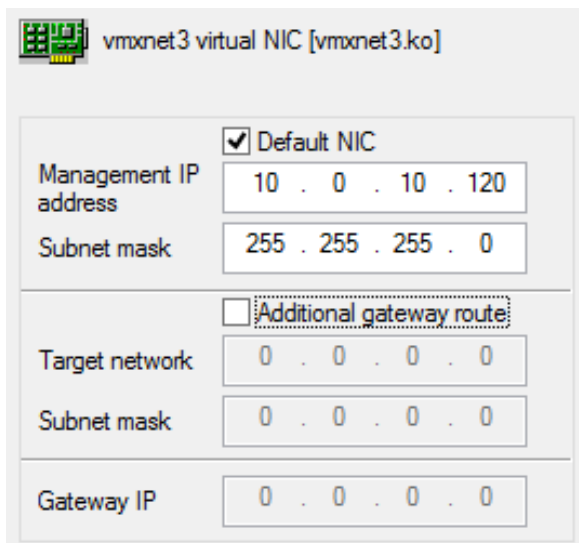 vmxnet3 virtual NIC [vmxnet3.ko]
Default NIC
Management IP
address
10 . 0 . 10 . 120
Subnet mask
255 . 255 . 255 . 0
Additional gateway route
Target network
0 . 0 . 0 . 0
Subnet mask
0 . 0 . 0 . 0
Gateway IP
0 . 0 . 0 . 0